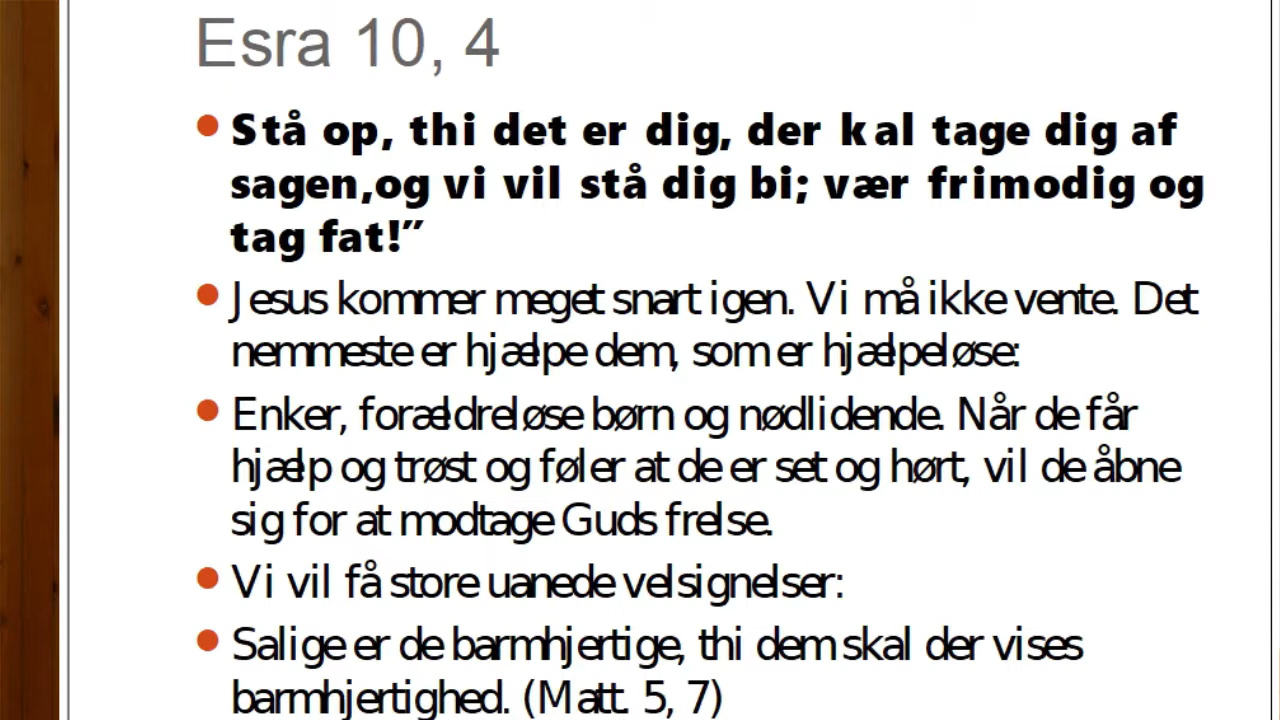 Esra 10, 4
• Stå op, thi det er dig, der kal tage dig af
sagen,og vi vil stå dig bi; vær frimodig og
tag fat!”
• Jesus kommer meget snart igen. Vi må ikke vente. Det
nemmeste er hjælpe dem, som er hjælpeløse:
• Enker, forældreløse børn og nødlidende. Når de får
hjælp og trøst og føler at de er set og hørt, vil de åbne
sig for at modtage Guds frelse.
• Vi vil få store uanede velsignelser:
• Salige er de barmhjertige, thi dem skal der vises
barmhjertighed. (Matt. 5, 7)